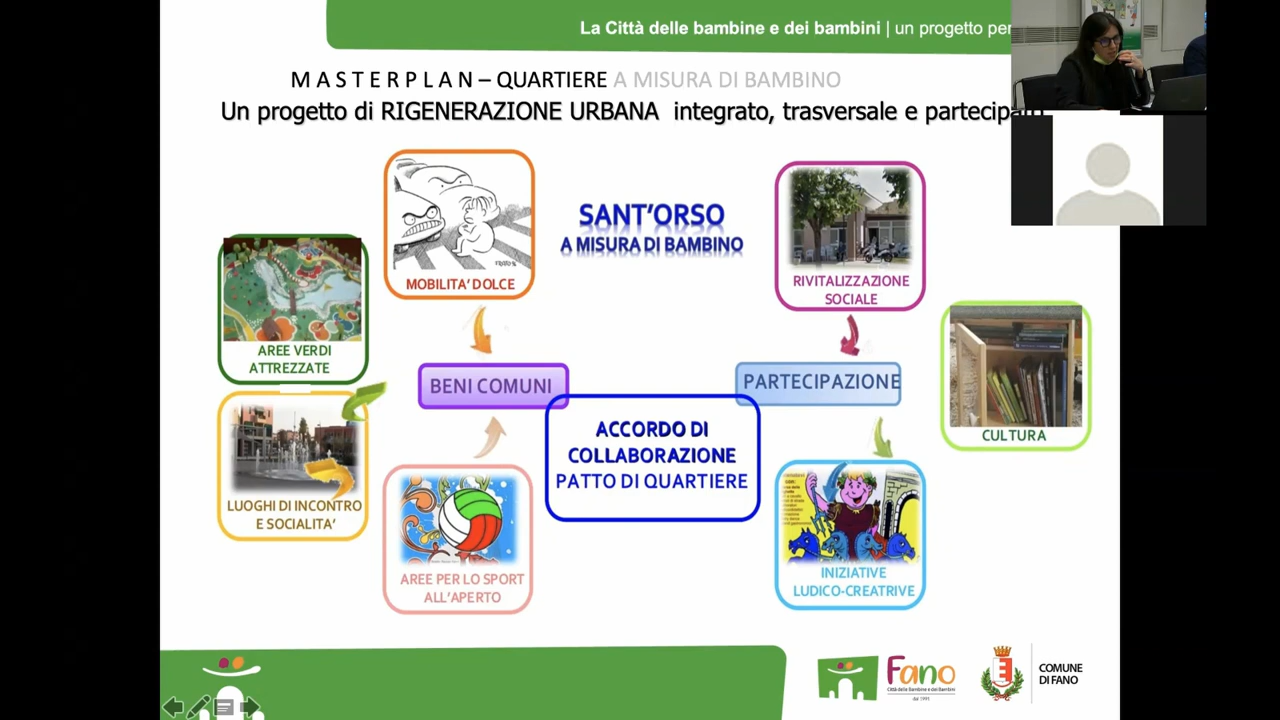 La Città delle bambine e dei bambini | un progetto per
M A S T E R P L A N – QUARTIERE A MISURA DI BAMBINO
Un progetto di RIGENERAZIONE URBANA integrato, trasversale e partecipato
SANT'ORSO
A MISURA DI BAMBINO
MOBILITA' DOLCE
RIVITALIZZAZIONE
SOCIALE
AREE VERDI
ATTREZZATE
BENI COMUNI
PARTECIPAZIONE
CULTURA
ACCORDO DI
COLLABORAZIONE
PATTO DI QUARTIERE
LUOGHI DI INCONTRO
E SOCIALITA'
AREE PER LO SPORT
ALL'APERTO
INIZIATIVE
LUDICO-CREATRIVE
Fano
Città delle Bambine e dei Bambini
dal 1991
COMUNE
DI FANO